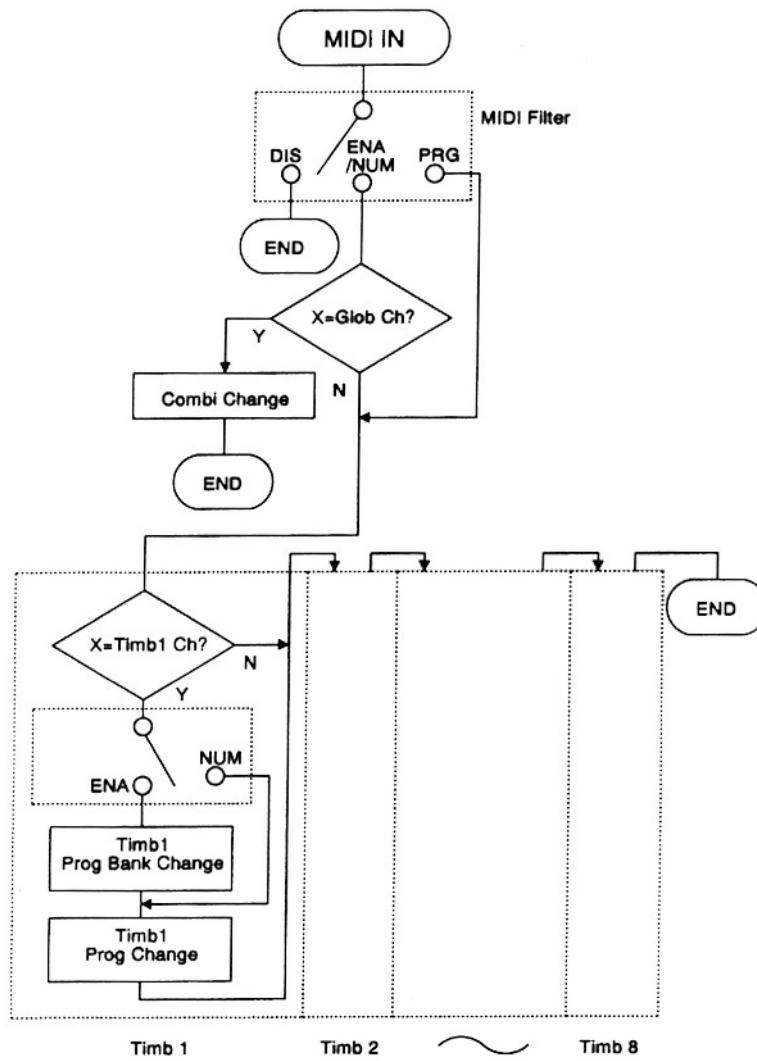 MIDI IN
MIDI Filter
DIS
ENA
/NUM
PRG
END
X=Glob Ch?
Y
N
Combi Change
END
X=Timb1 Ch?
N
Y
END
NUM
ENA
Timb1
Prog Bank Change
Timb1
Prog Change
Timb 1
Timb 2
Timb 8